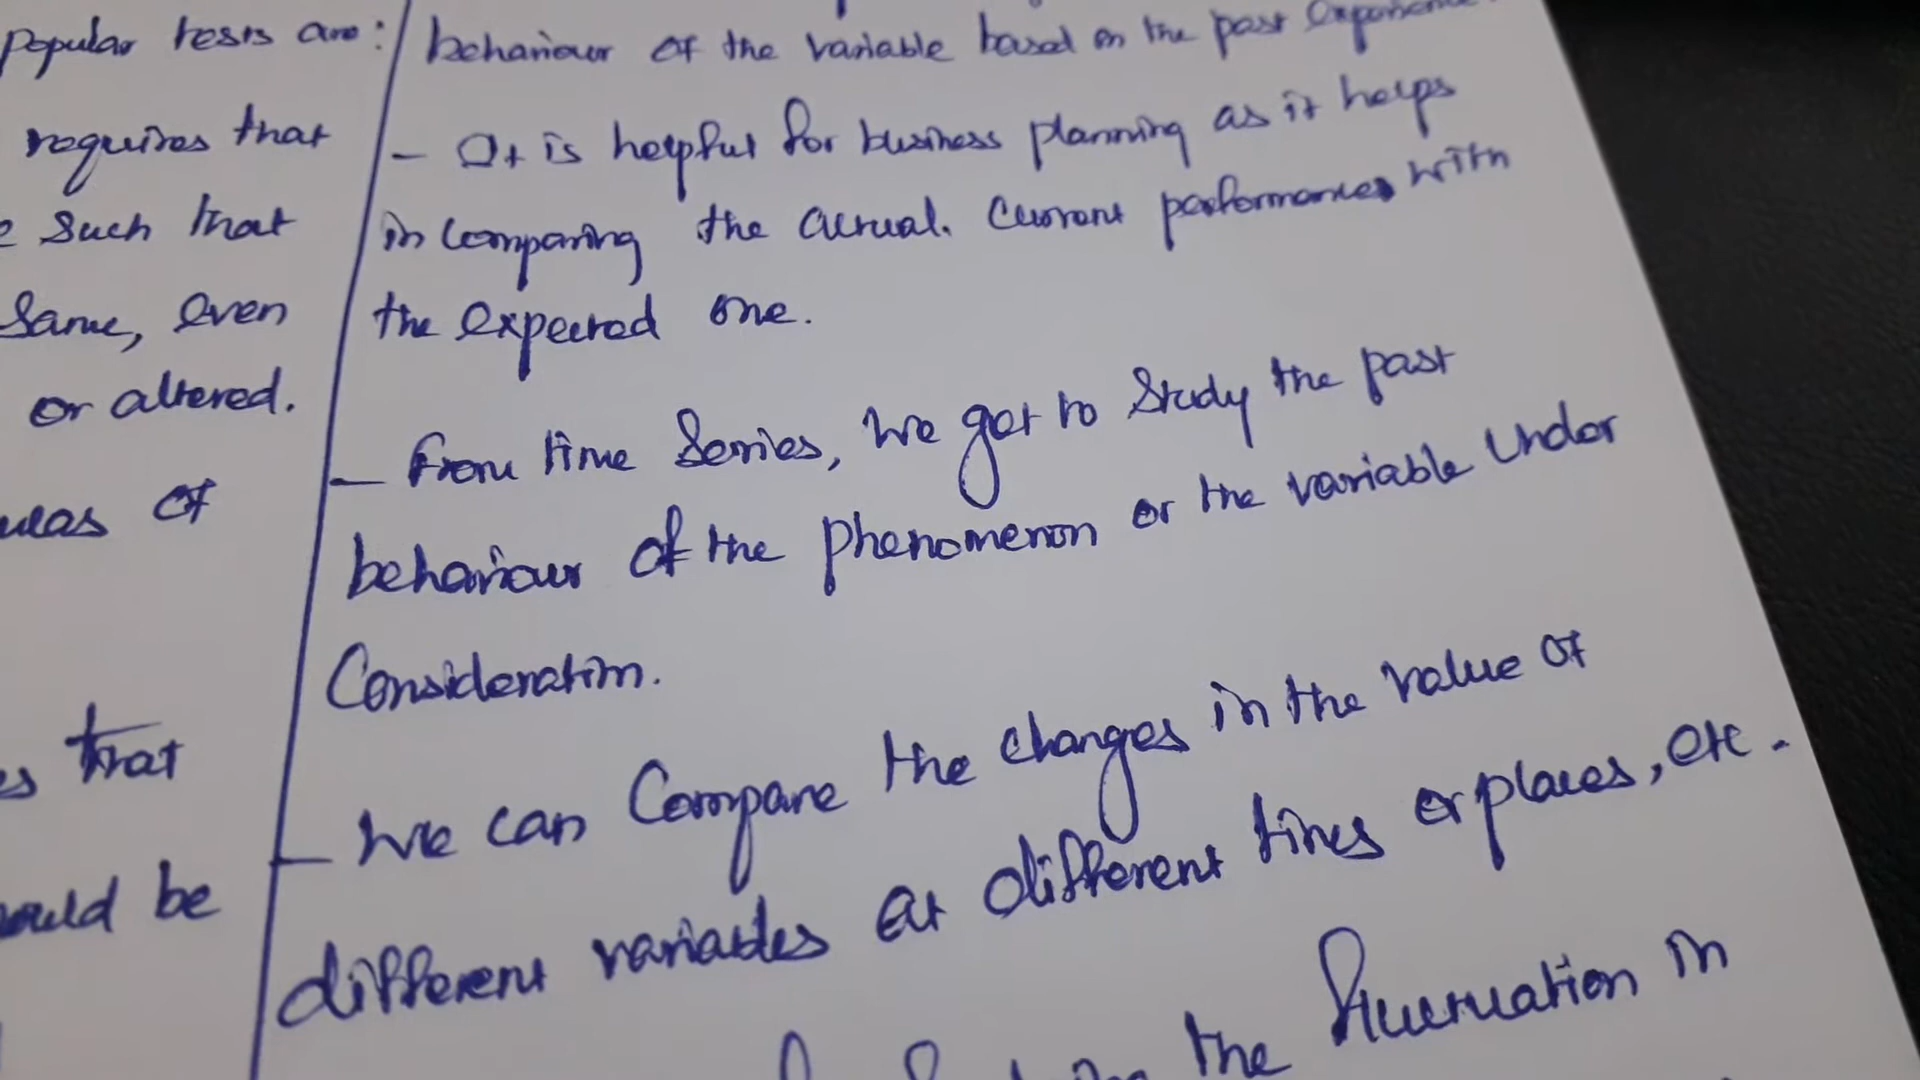 popular tests are:
requires that
such that
Same, even
or altered.
of
that
be
behaviour of the variable based on the past
- It is helpful for business planning as it helps
in comparing the actual. Current performances with
the expected one.
- From time Series, we get to Study the past
behaviour of the phenomenon or the variable under
Consideration.
- We can Compare the changes in the value of
different variables at different times or places, etc.
the fluctuation in